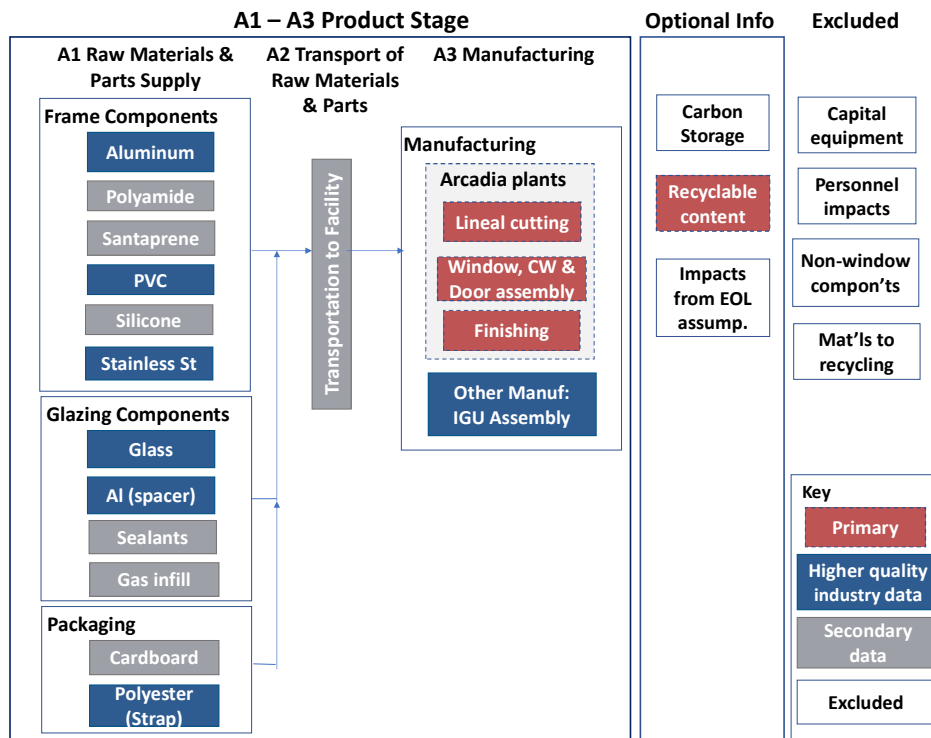 A1 – A3 Product Stage
Optional Info
Excluded
A1 Raw Materials &
Parts Supply
A2 Transport of
Raw Materials
& Parts
A3 Manufacturing
Frame Components
Aluminum
Polyamide
Santaprene
PVC
Silicone
Stainless St
Glazing Components
Glass
Al (spacer)
Sealants
Gas infill
Packaging
Cardboard
Polyester
(Strap)
Transportation to Facility
Manufacturing
Arcadia plants
Lineal cutting
Window, CW &
Door assembly
Finishing
Other Manuf:
IGU Assembly
Carbon
Storage
Recyclable
content
Impacts
from EOL
assump.
Capital
equipment
Personnel
impacts
Non-window
compon'ts
Mat'ls to
recycling
Key
Primary
Higher quality
industry data
Secondary
data
Excluded